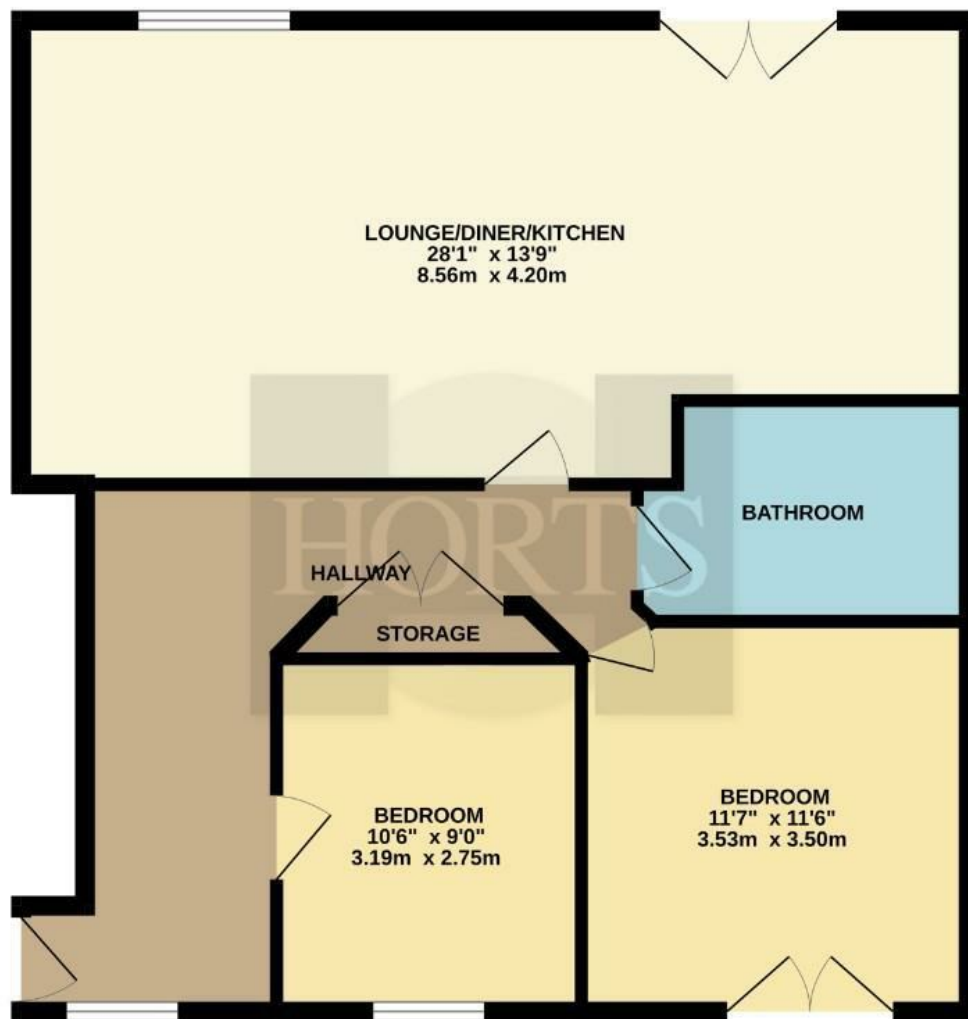 LOUNGE/DINER/KITCHEN
28'1" x 13'9"
8.56m x 4.20m
HORTS
BATHROOM
HALLWAY
STORAGE
BEDROOM
10'6" x 9'0"
3.19m x 2.75m
BEDROOM
11'7" x 11'6"
3.53m x 3.50m